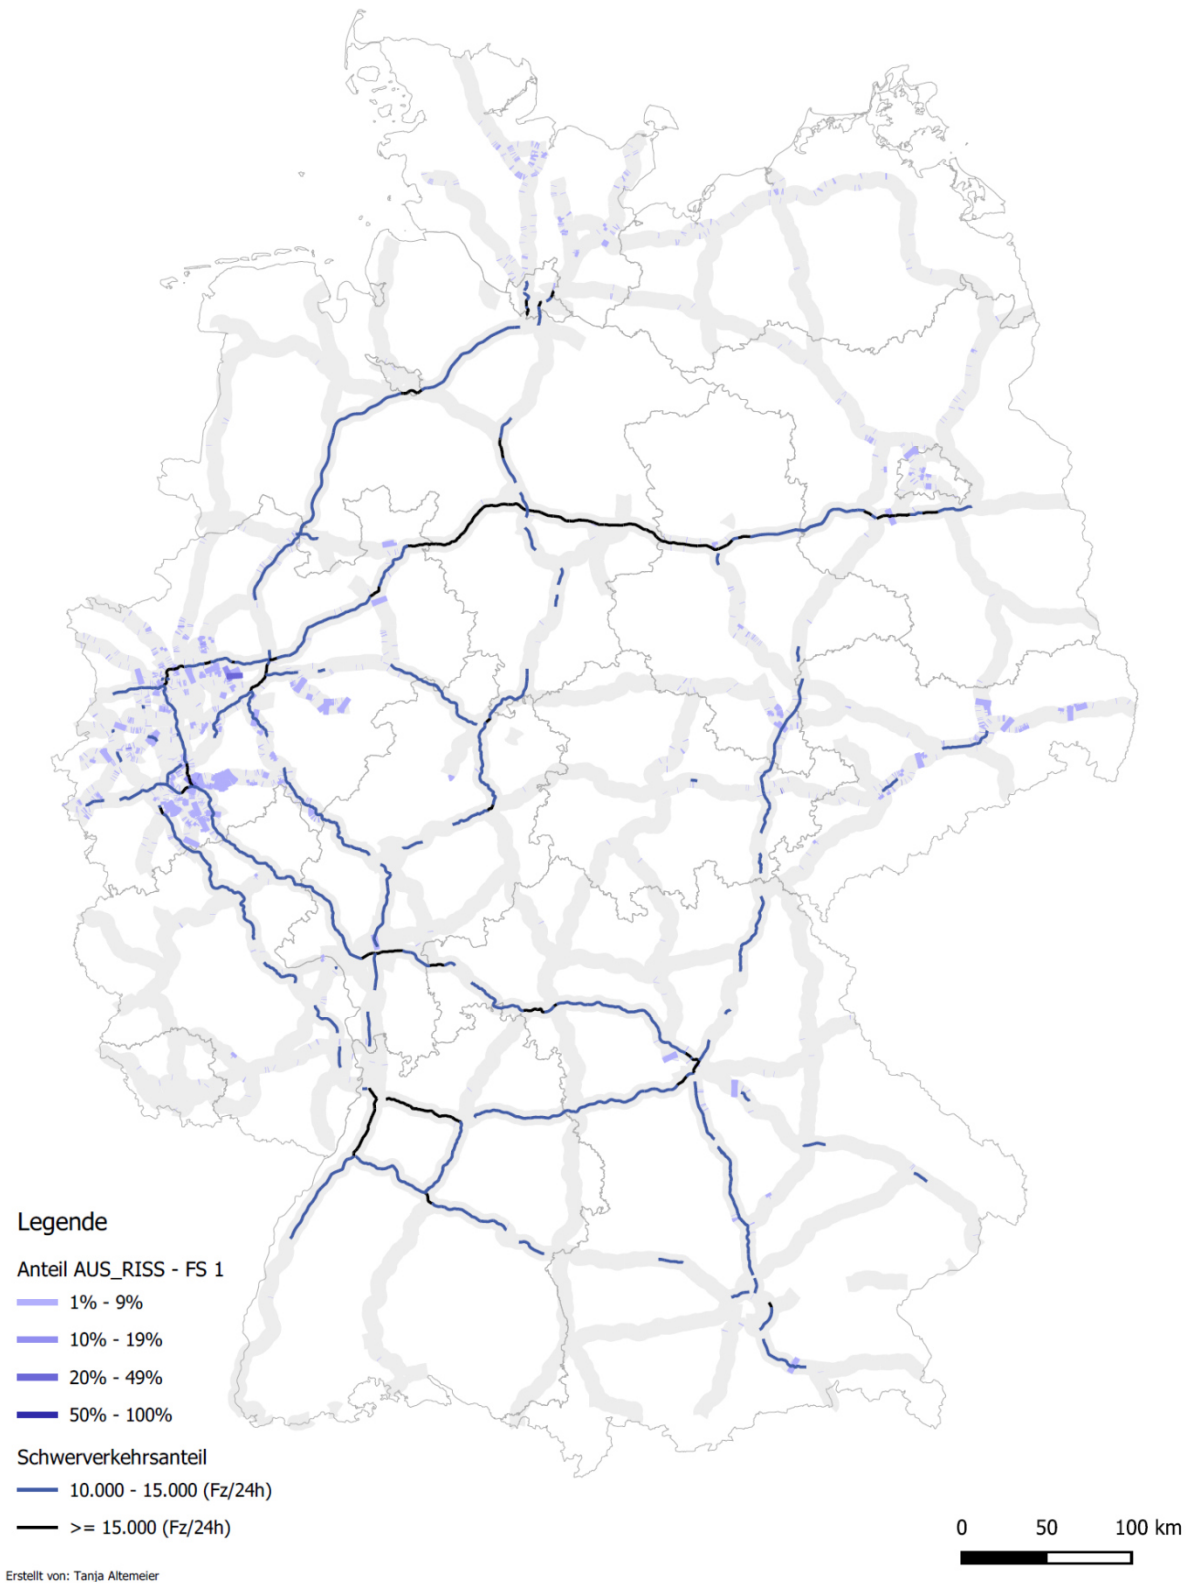 Legende
Anteil AUS_RISS - FS 1
1% - 9%
10% - 19%
20% - 49%
50% - 100%
Schwerverkehrsanteil
10.000 - 15.000 (Fz/24h)
>= 15.000 (Fz/24h)
0 50 100 km
Erstellt von: Tanja Altemeier